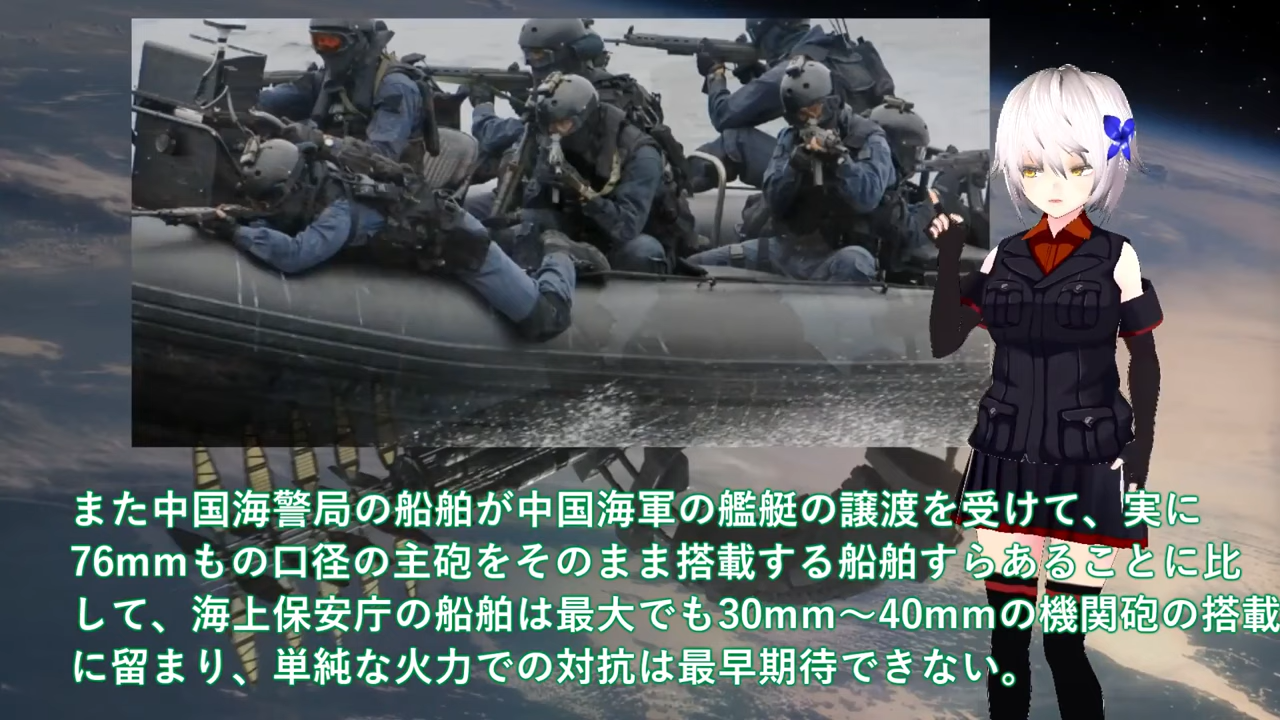 また中国海警局の船舶が中国海軍の艦艇の譲渡を受けて、実に
76mmもの口径の主砲をそのまま搭載する船舶すらあることに比
して、海上保安庁の船舶は最大でも30mm～40mmの機関砲の搭載
に留まり、単純な火力での対抗は最早期待できない。